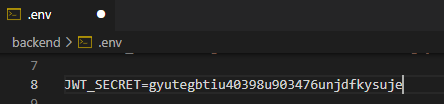 .env
backend > .env
7
8 JWT_SECRET=gyutegbtiu40398u903476unjdfkysuje